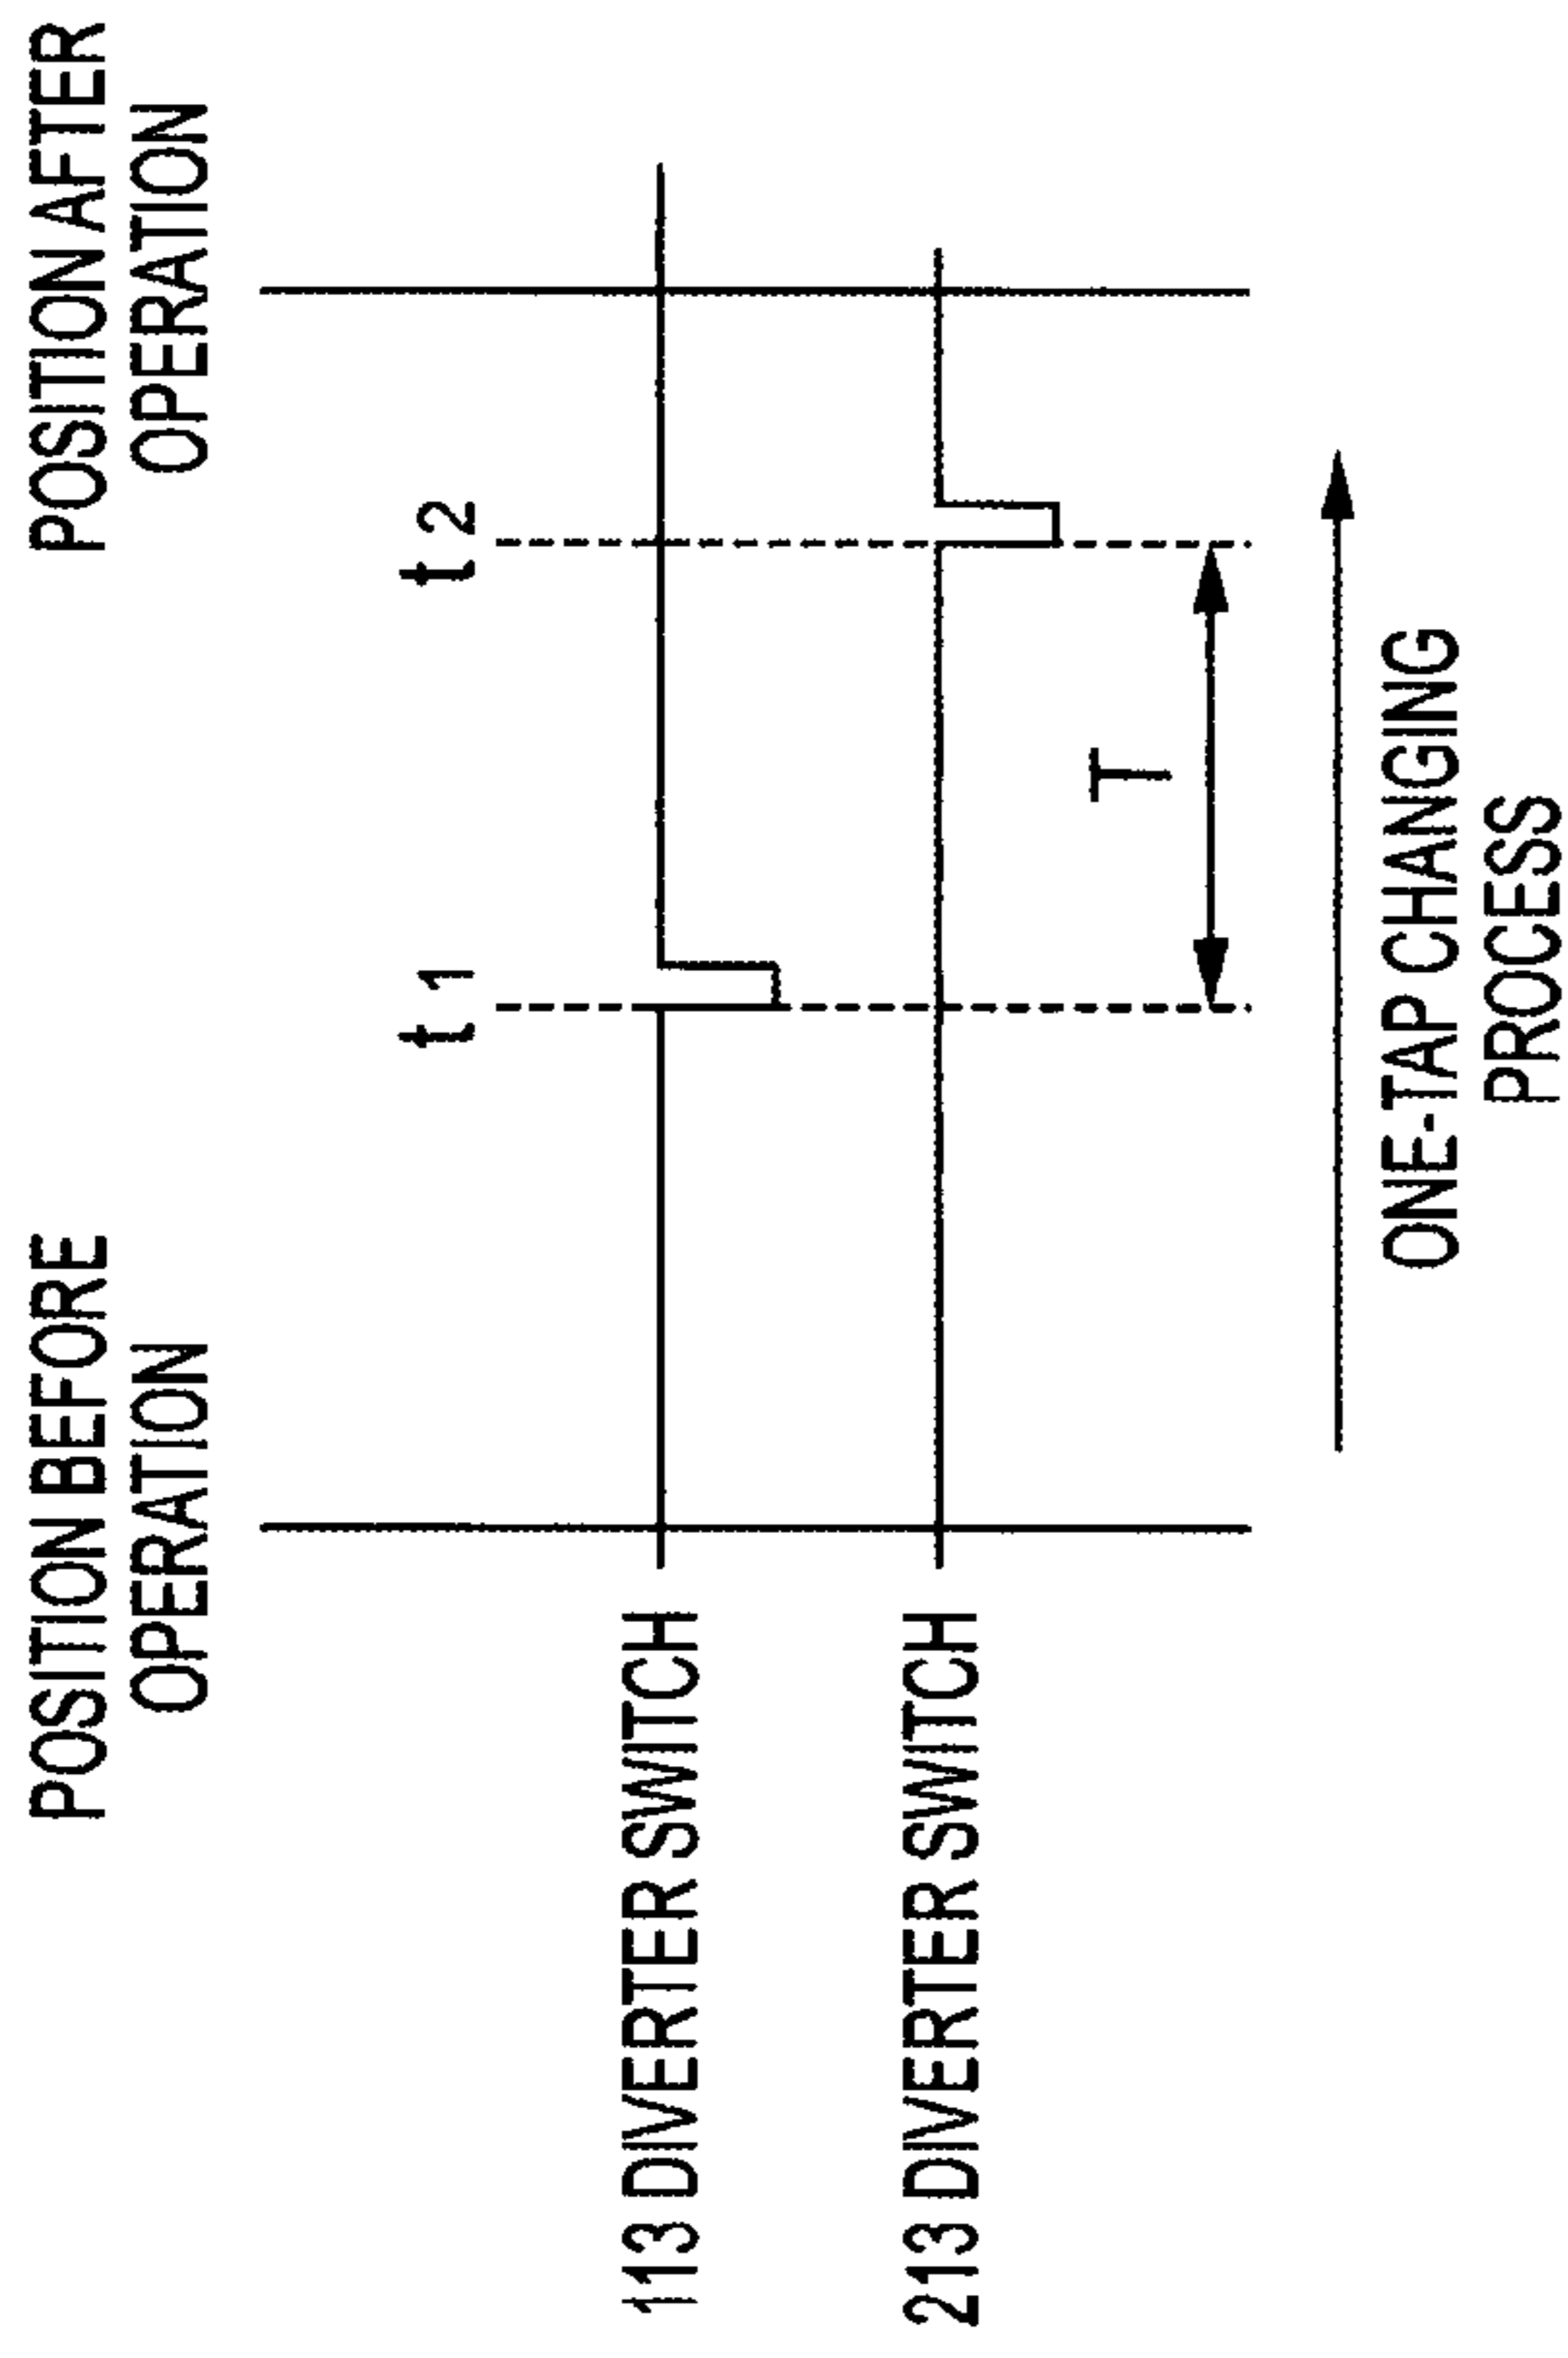 POSITION BEFORE
OPERATION
POSITION AFTER
OPERATION
t1
t2
113 DIVERTER SWITCH
213 DIVERTER SWITCH
T
ONE-TAP CHANGING
PROCESS